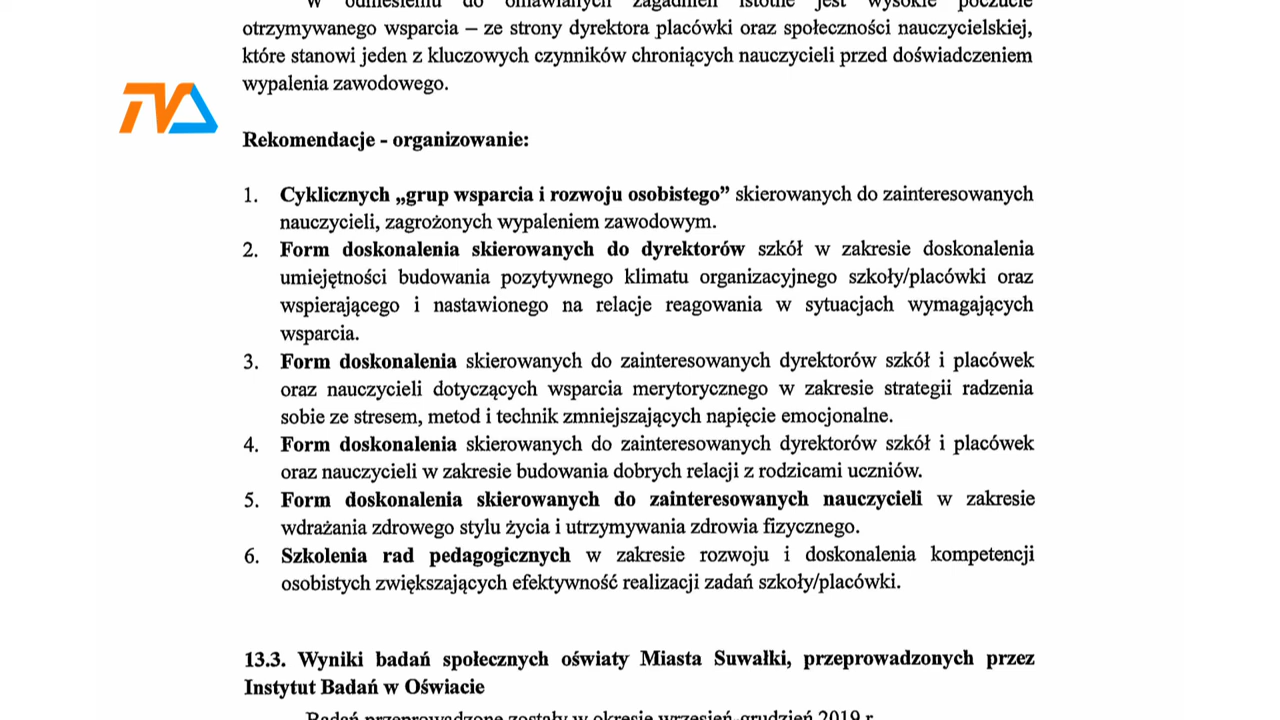 W odniesieniu do omawianych zagadnień istotne jest wysokie poczucie
otrzymywanego wsparcia – ze strony dyrektora placówki oraz społeczności nauczycielskiej,
które stanowi jeden z kluczowych czynników chroniących nauczycieli przed doświadczeniem
wypalenia zawodowego.
TVA
Rekomendacje - organizowanie:
1. Cyklicznych „grup wsparcia i rozwoju osobistego” skierowanych do zainteresowanych
nauczycieli, zagrożonych wypaleniem zawodowym.
2. Form doskonalenia skierowanych do dyrektorów szkół w zakresie doskonalenia
umiejętności budowania pozytywnego klimatu organizacyjnego szkoły/placówki oraz
wspierającego i nastawionego na relacje reagowania w sytuacjach wymagających
wsparcia.
3. Form doskonalenia skierowanych do zainteresowanych dyrektorów szkół i placówek
oraz nauczycieli dotyczących wsparcia merytorycznego w zakresie strategii radzenia
sobie ze stresem, metod i technik zmniejszających napięcie emocjonalne.
4. Form doskonalenia skierowanych do zainteresowanych dyrektorów szkół i placówek
oraz nauczycieli w zakresie budowania dobrych relacji z rodzicami uczniów.
5. Form doskonalenia skierowanych do zainteresowanych nauczycieli w zakresie
wdrażania zdrowego stylu życia i utrzymywania zdrowia fizycznego.
6. Szkolenia rad pedagogicznych w zakresie rozwoju i doskonalenia kompetencji
osobistych zwiększających efektywność realizacji zadań szkoły/placówki.
13.3. Wyniki badań społecznych oświaty Miasta Suwałki, przeprowadzonych przez
Instytut Badań w Oświacie
Badań przeprowadzone zostały w okresie wrzesień-grudzień 2019 r.